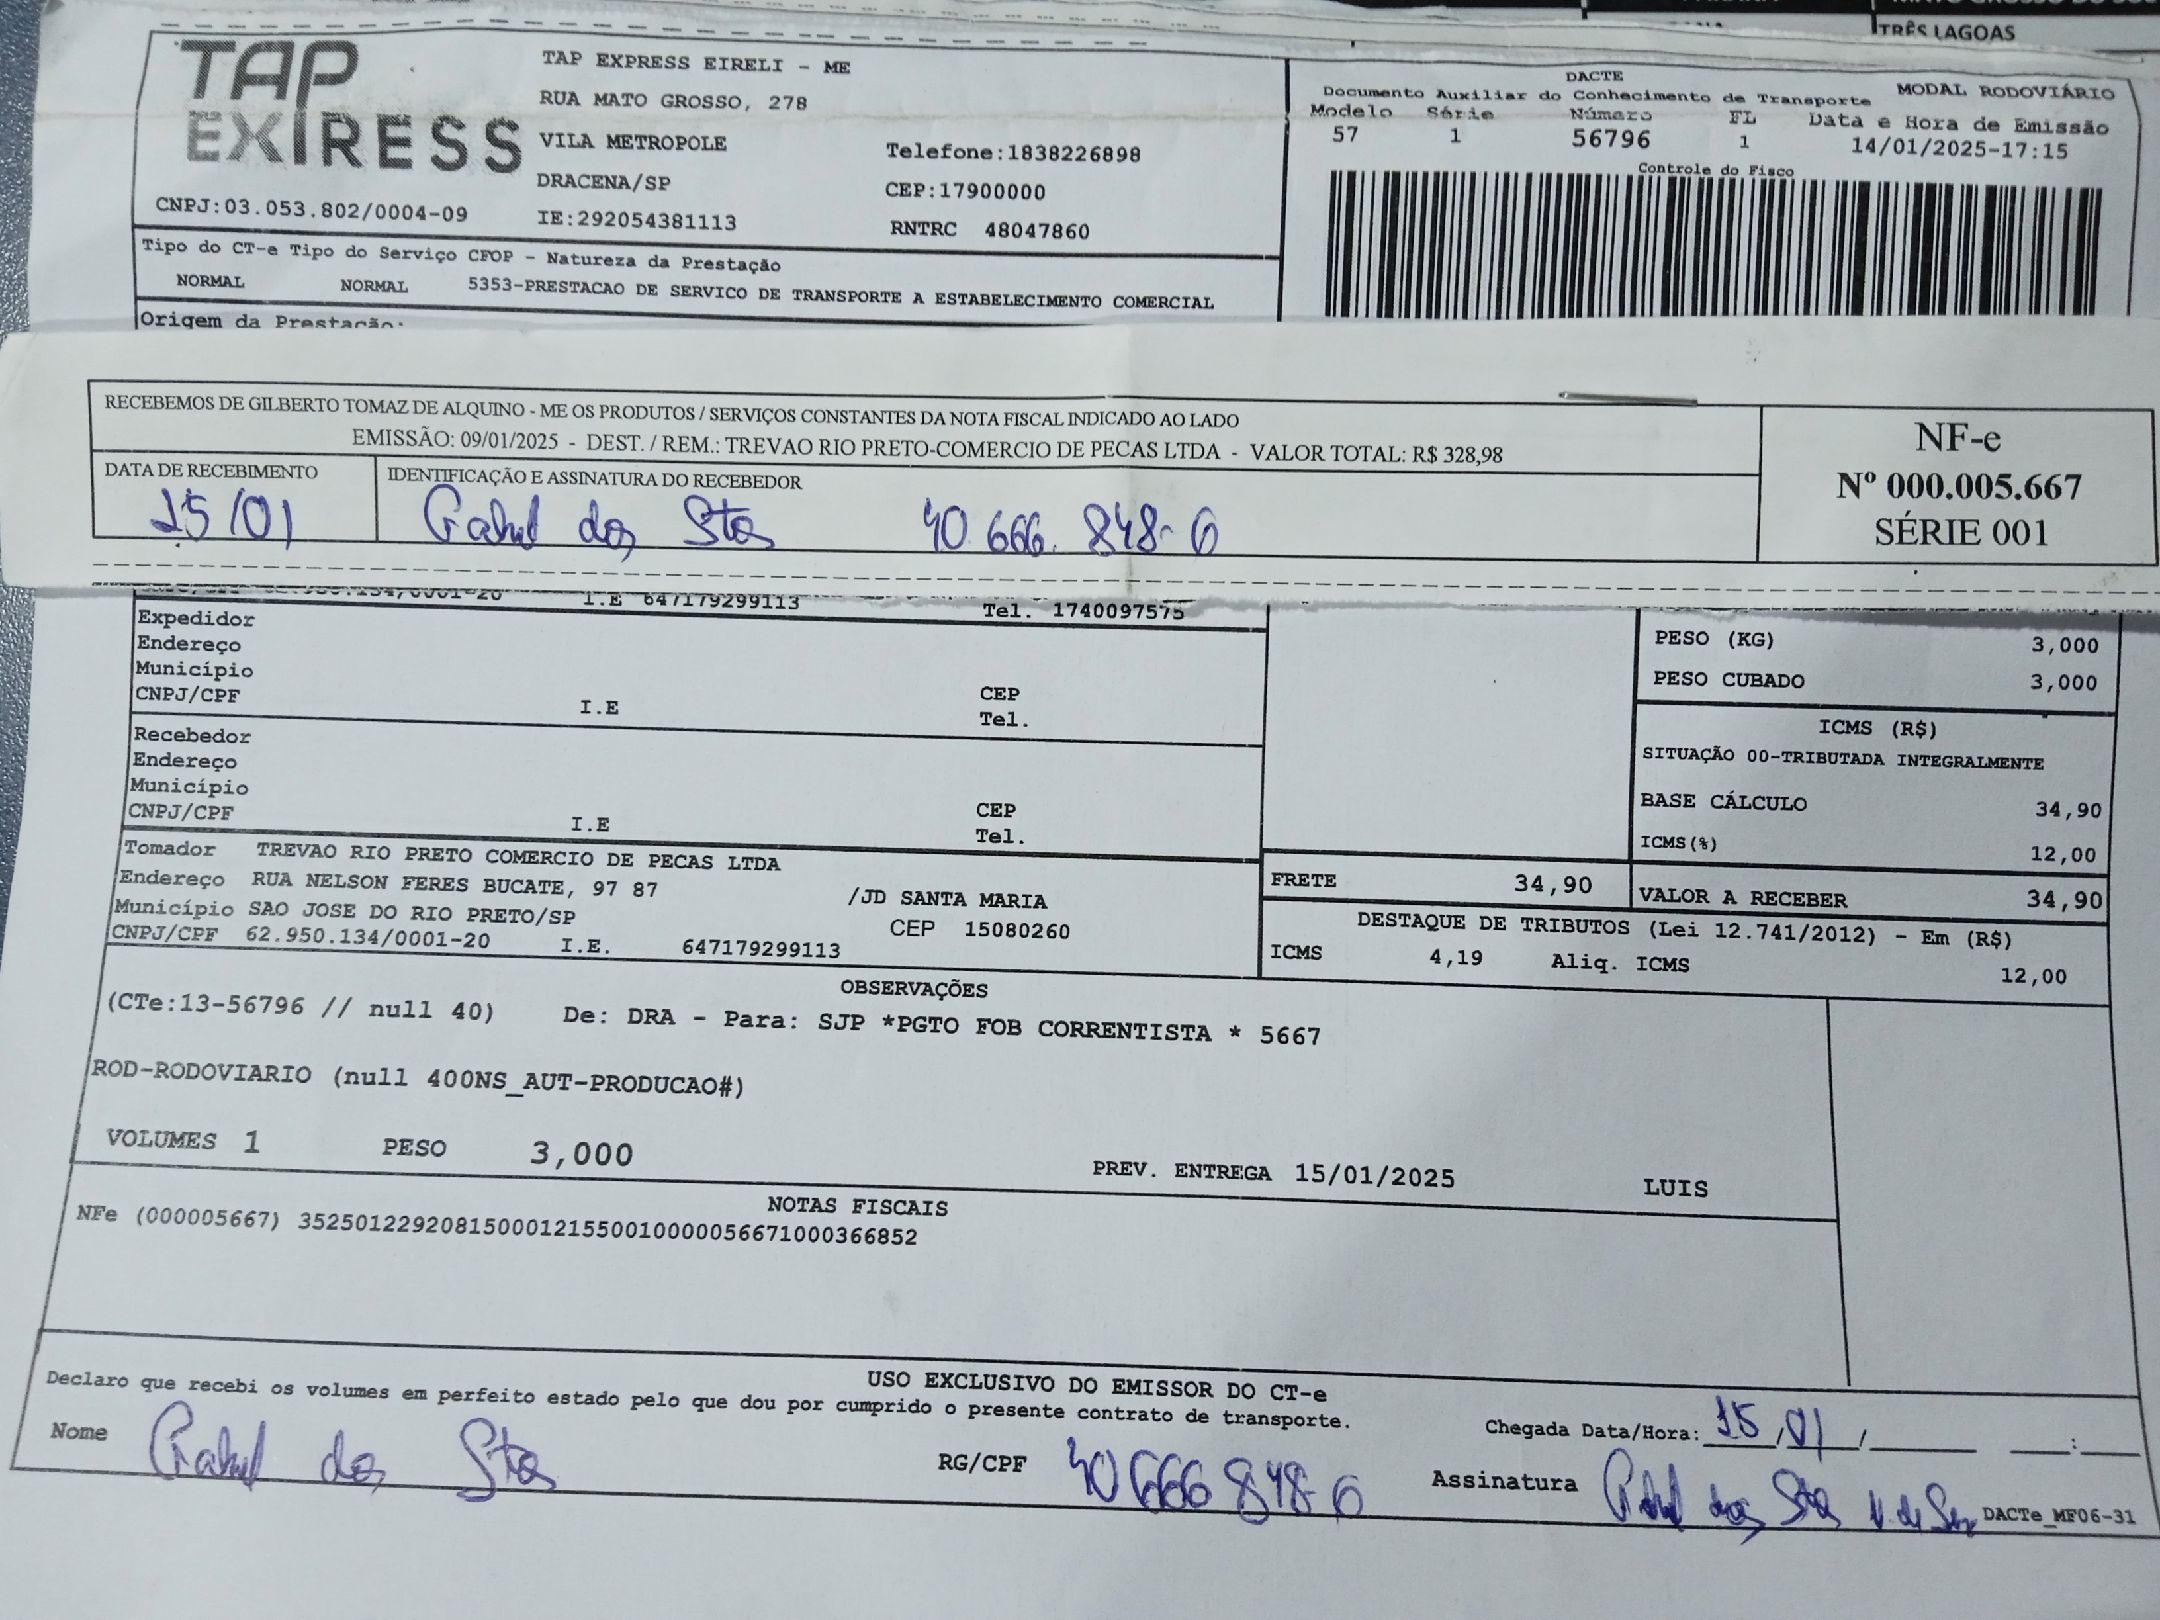 TRÊS LAGOAS
TAP EXPRESS
TAP EXPRESS EIRELI - ME
RUA MATO GROSSO, 278
VILA METROPOLE
Telefone:1838226898
DRACENA/SP
CEP:17900000
CNPJ:03.053.802/0004-09
IE:292054381113
RNTRC 48047860
DACTE
Documento Auxiliar do Conhecimento de Transporte MODAL RODOVIÁRIO
Modelo Série Número FL Data e Hora de Emissão
57 1 56796 1 14/01/2025-17:15
Controle do Fisco
Tipo do CT-e Tipo do Serviço CFOP - Natureza da Prestação
NORMAL NORMAL 5353-PRESTACAO DE SERVICO DE TRANSPORTE A ESTABELECIMENTO COMERCIAL
Origem da Prestação:
RECEBEMOS DE GILBERTO TOMAZ DE ALQUINO - ME OS PRODUTOS / SERVIÇOS CONSTANTES DA NOTA FISCAL INDICADO AO LADO
EMISSÃO: 09/01/2025 - DEST. / REM.: TREVAO RIO PRETO-COMERCIO DE PECAS LTDA - VALOR TOTAL: R$ 328,98
DATA DE RECEBIMENTO IDENTIFICAÇÃO E ASSINATURA DO RECEBEDOR
15/01 dos Stos 40.666.848-6
NF-e
Nº 000.005.667
SÉRIE 001
62.950.134/0001-20 I.E 647179299113 Tel. 1740097575
Expedidor
Endereço
Município
CNPJ/CPF I.E CEP
Tel.
Recebedor
Endereço
Município
CNPJ/CPF I.E CEP
Tel.
PESO (KG) 3,000
PESO CUBADO 3,000
ICMS (R$)
SITUAÇÃO 00-TRIBUTADA INTEGRALMENTE
BASE CÁLCULO 34,90
ICMS(%) 12,00
Tomador TREVAO RIO PRETO COMERCIO DE PECAS LTDA
Endereço RUA NELSON FERES BUCATE, 97 87 /JD SANTA MARIA
Município SAO JOSE DO RIO PRETO/SP CEP 15080260
CNPJ/CPF 62.950.134/0001-20 I.E. 647179299113
FRETE 34,90 VALOR A RECEBER 34,90
DESTAQUE DE TRIBUTOS (Lei 12.741/2012) - Em (R$)
ICMS 4,19 Aliq. ICMS 12,00
OBSERVAÇÕES
(CTe:13-56796 // null 40) De: DRA - Para: SJP *PGTO FOB CORRENTISTA * 5667
ROD-RODOVIARIO (null 400NS_AUT-PRODUCAO#)
VOLUMES 1 PESO 3,000 PREV. ENTREGA 15/01/2025 LUIS
NOTAS FISCAIS
NFe (000005667) 35250122920815000121550010000056671000366852
USO EXCLUSIVO DO EMISSOR DO CT-e
Declaro que recebi os volumes em perfeito estado pelo que dou por cumprido o presente contrato de transporte.
Chegada Data/Hora: 15/01/ :
Nome dos Stos RG/CPF 40666848-6 Assinatura dos Stos
DACTe_MF06-31